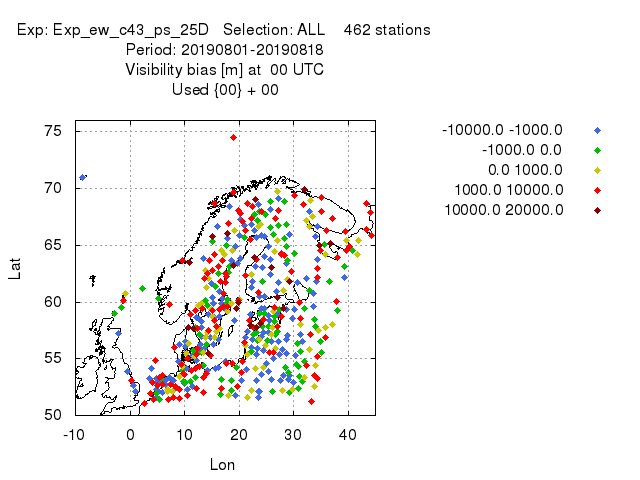 Exp: Exp_ew_c43_ps_25D Selection: ALL 462 stations
Period: 20190801-20190818
Visibility bias [m] at 00 UTC
Used {00} + 00
-10000.0 -1000.0
-1000.0 0.0
0.0 1000.0
1000.0 10000.0
10000.0 20000.0
75
70
65
60
55
50
Lat
-10 0 10 20 30 40
Lon